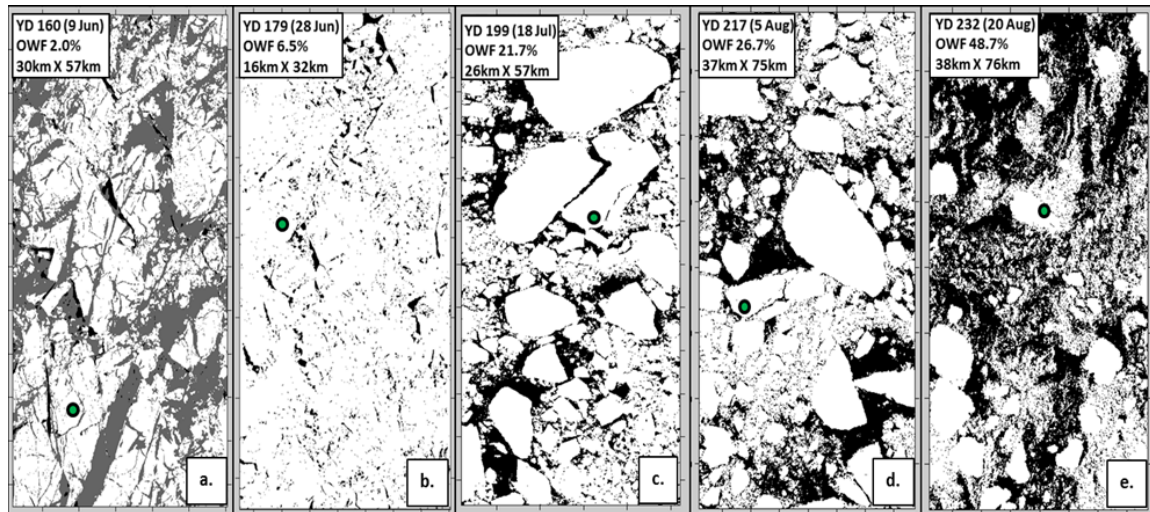 YD 160 (9 Jun)
OWF 2.0%
30km X 57km
YD 179 (28 Jun)
OWF 6.5%
16km X 32km
YD 199 (18 Jul)
OWF 21.7%
26km X 57km
YD 217 (5 Aug)
OWF 26.7%
37km X 75km
YD 232 (20 Aug)
OWF 48.7%
38km X 76km
a.
b.
c.
d.
e.